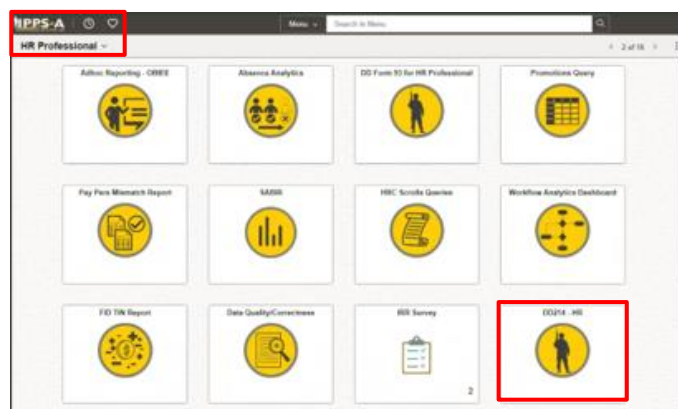 IPPS-A
Menu
Search in Menu
HR Professional
2 of 16
Adhoc Reporting - OBIEE
Absence Analytics
DD Form 93 for HR Professional
Promotions Query
Pay Pers Mismatch Report
HRC Scrolls Queries
Workflow Analytics Dashboard
FID TIN Report
Data Quality/Correctness
IRR Survey
2
DD214 - HR